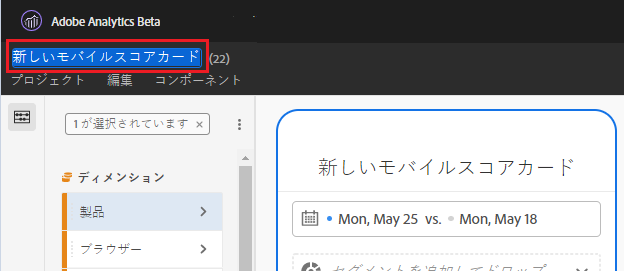 Adobe Analytics Beta
新しいモバイルスコアカード (22)
プロジェクト 編集 コンポーネント
1 が選択されています ×
ディメンション
製品
ブラウザー
新しいモバイルスコアカード
Mon, May 25 vs. Mon, May 18
セグメントを追加してドロップ